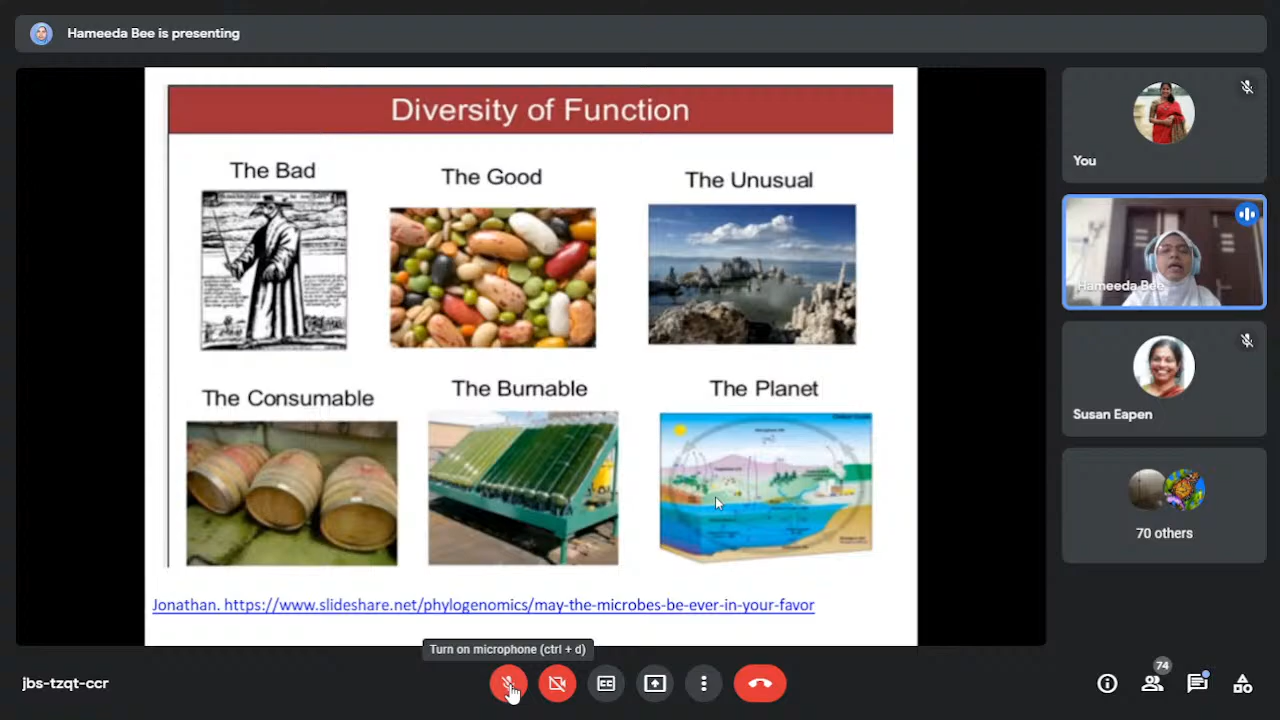 Hameeda Bee is presenting
Diversity of Function
The Bad
The Good
The Unusual
The Consumable
The Burnable
The Planet
Jonathan. https://www.slideshare.net/phylogenomics/may-the-microbes-be-ever-in-your-favor
You
Hameeda Bee
Susan Eapen
70 others
Turn on microphone (ctrl + d)
jbs-tzqt-ccr
74